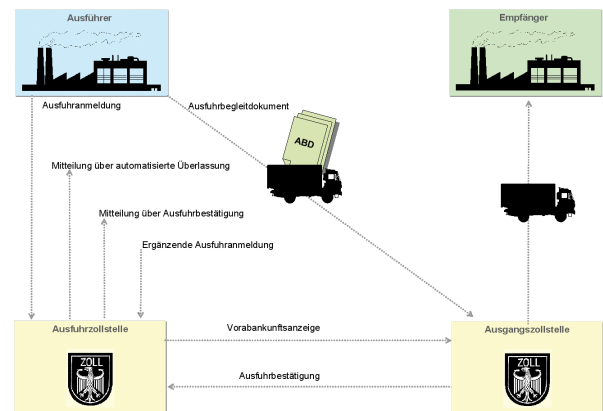 Ausführer
Empfänger
Ausfuhranmeldung
Ausfuhrbegleitdokument
ABD
Mitteilung über automatisierte Überlassung
Mitteilung über Ausfuhrbestätigung
Ergänzende Ausfuhranmeldung
Ausfuhrzollstelle
Vorabankunftsanzeige
Ausgangszollstelle
ZOLL
ZOLL
Ausfuhrbestätigung